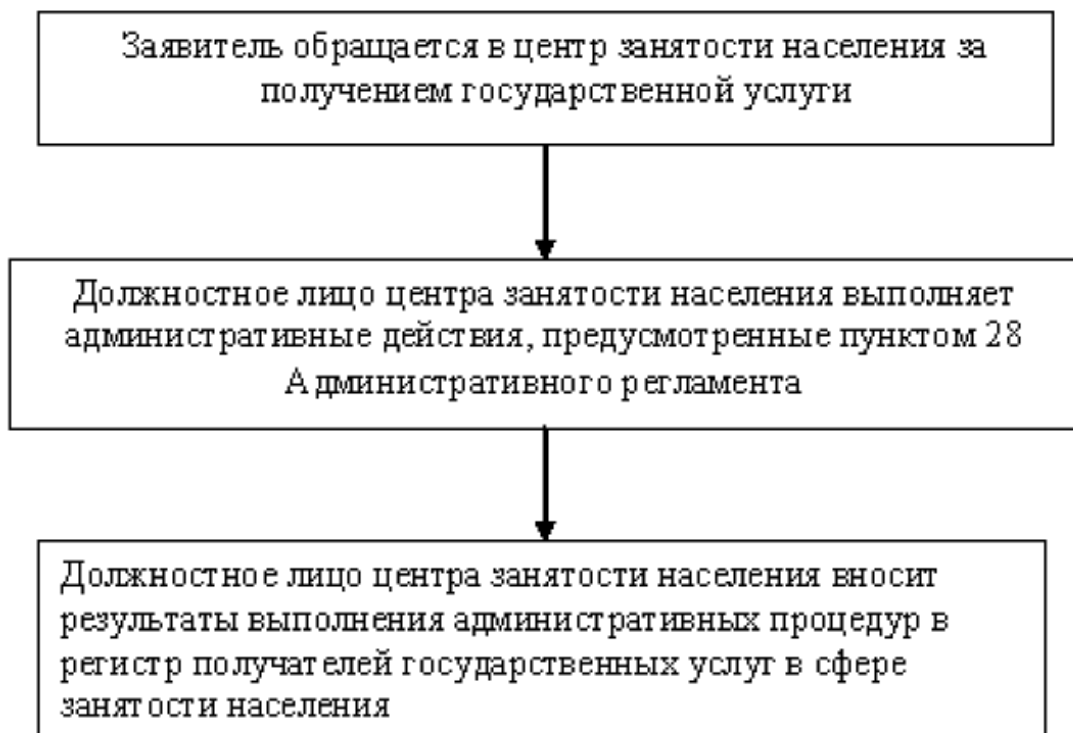 Заявитель обращается в центр занятости населения за
получением государственной услуги
Должностное лицо центра занятости населения выполняет
административные действия, предусмотренные пунктом 28
Административного регламента
Должностное лицо центра занятости населения вносит
результаты выполнения административных процедур в
регистр получателей государственных услуг в сфере
занятости населения